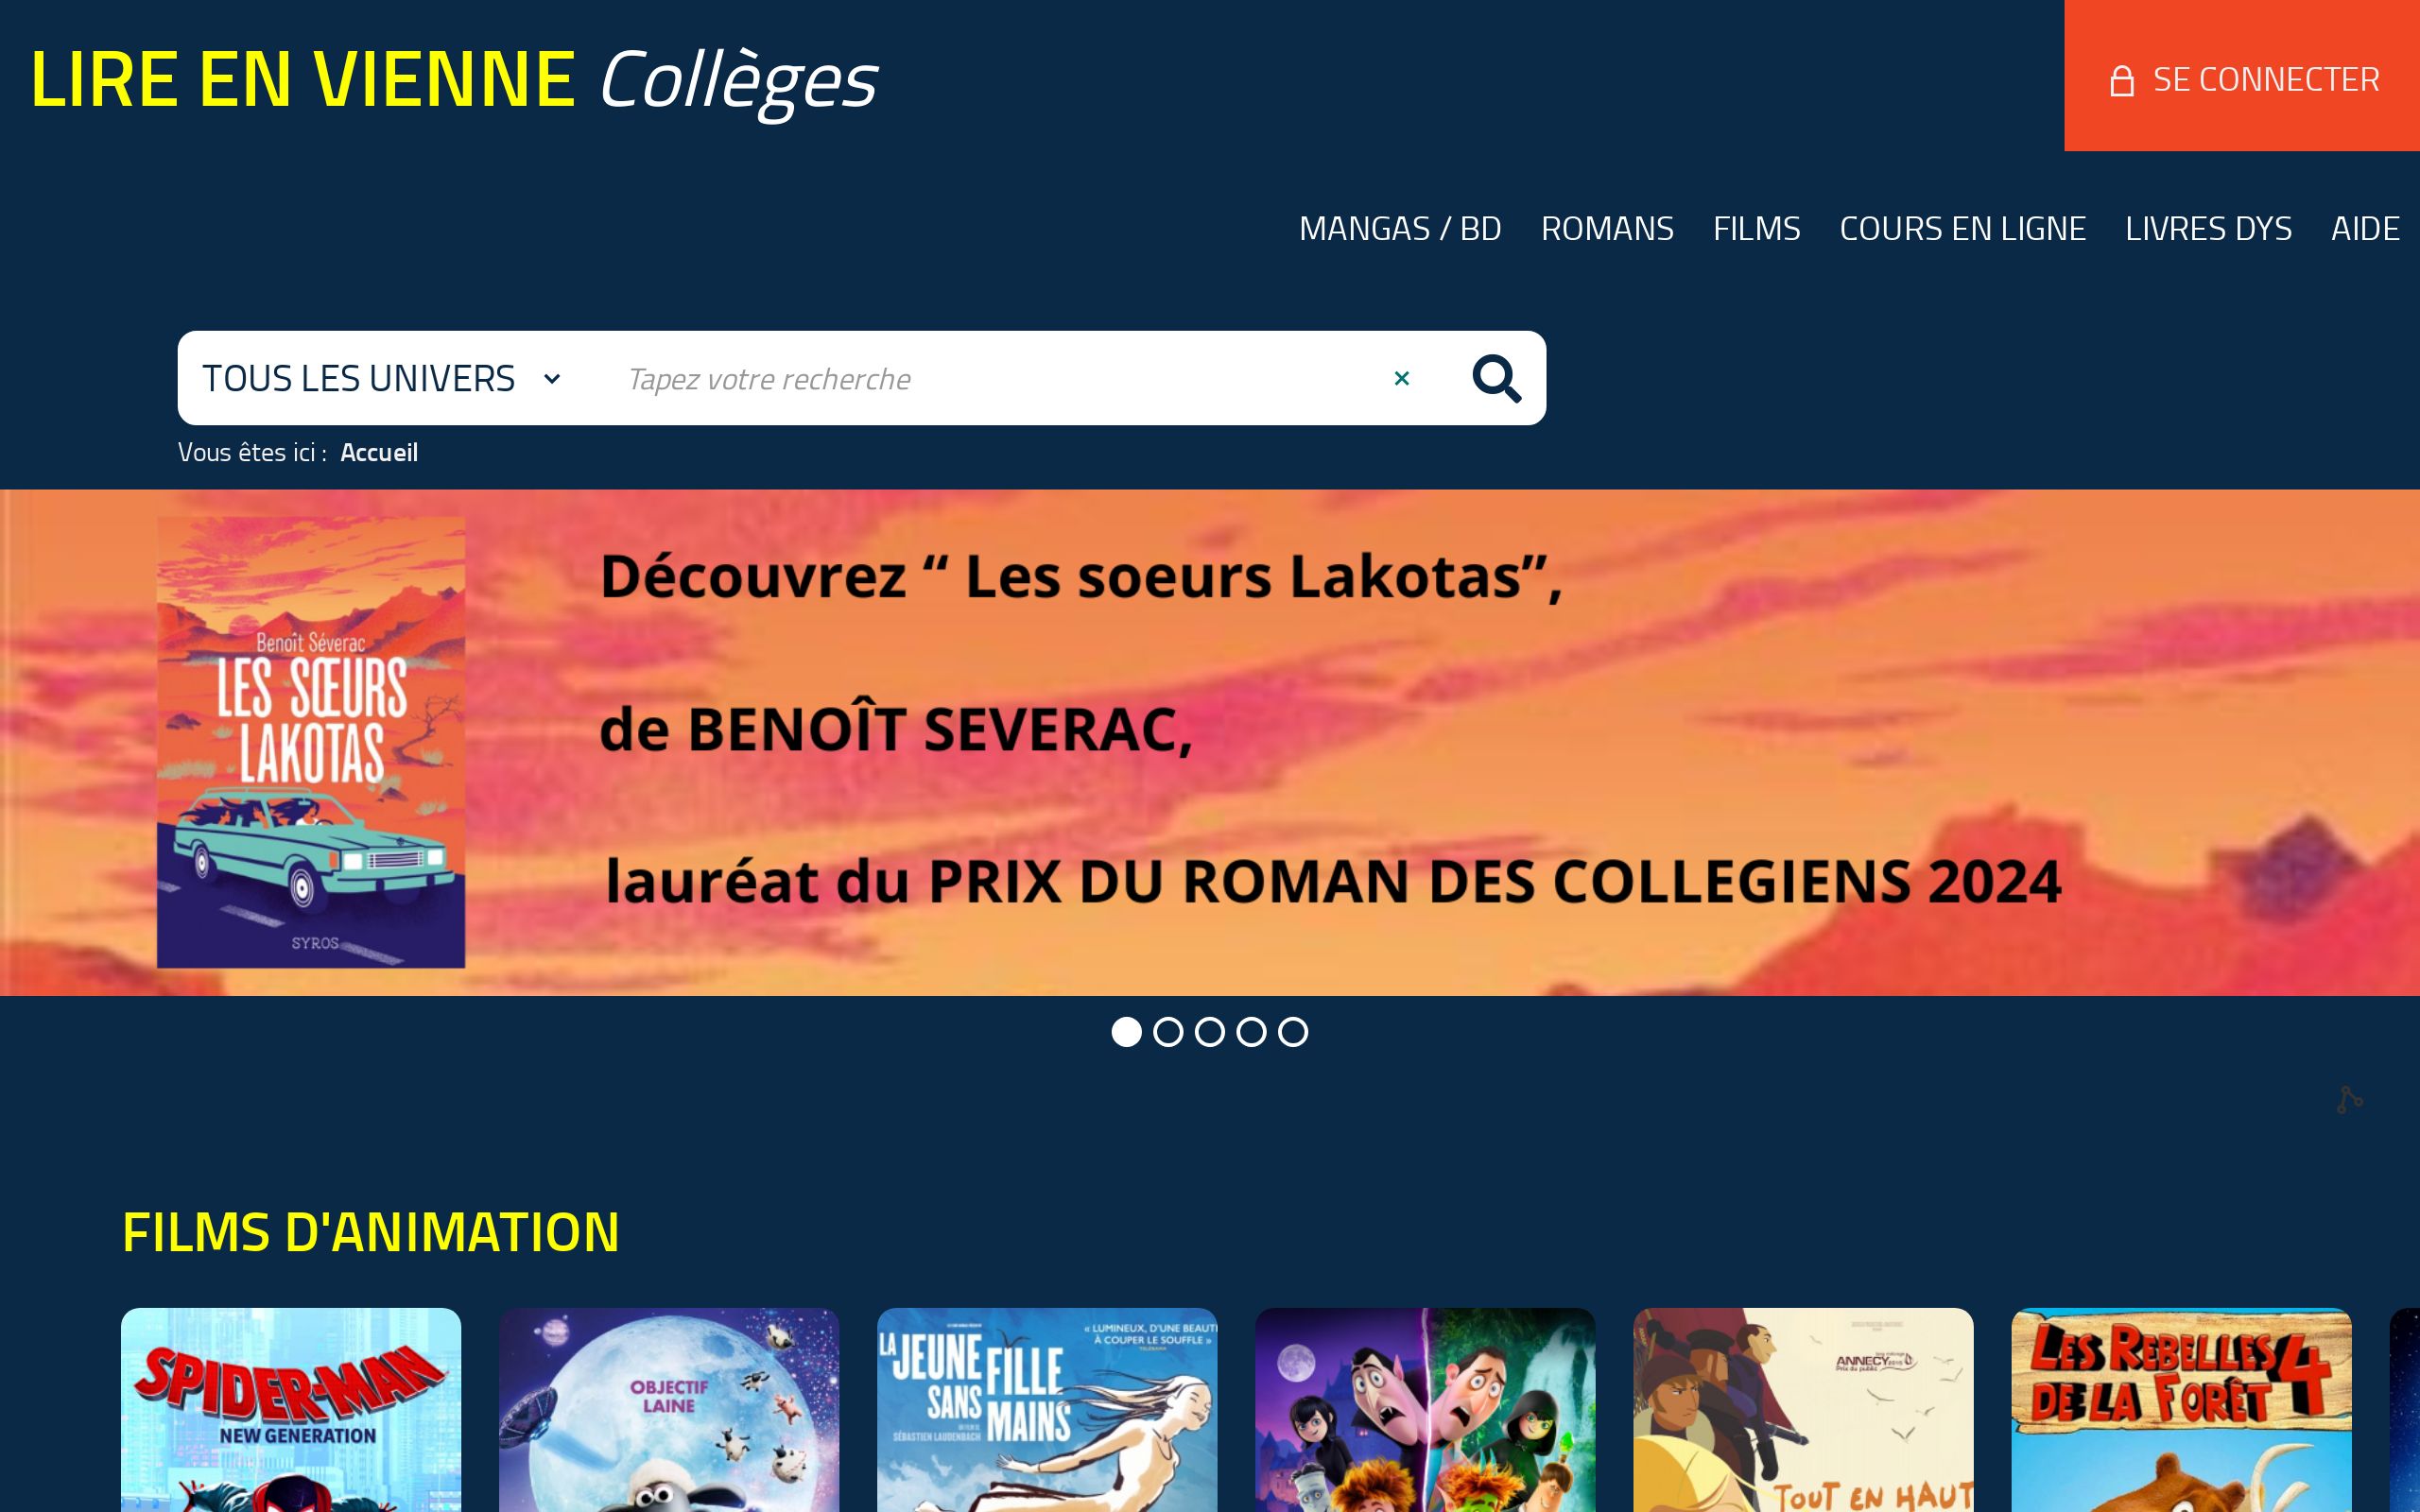 LIRE EN VIENNE Collèges
SE CONNECTER
MANGAS / BD ROMANS FILMS COURS EN LIGNE LIVRES DYS AIDE
TOUS LES UNIVERS
Tapez votre recherche
Vous êtes ici : Accueil
Benoît Séverac
LES SŒURS
LAKOTAS
SYROS
Découvrez “ Les soeurs Lakotas”,
de BENOÎT SEVERAC,
lauréat du PRIX DU ROMAN DES COLLEGIENS 2024
FILMS D'ANIMATION
SPIDER-MAN
NEW GENERATION
OBJECTIF
LAINE
« LUMINEUX, D'UNE BEAUTÉ
À COUPER LE SOUFFLE »
LA JEUNE FILLE
SANS MAINS
SÉBASTIEN LAUDENBACH
ANNECY 2015
Prix du public
TOUT EN HAUT
LES REBELLES
DE LA FORÊT 4